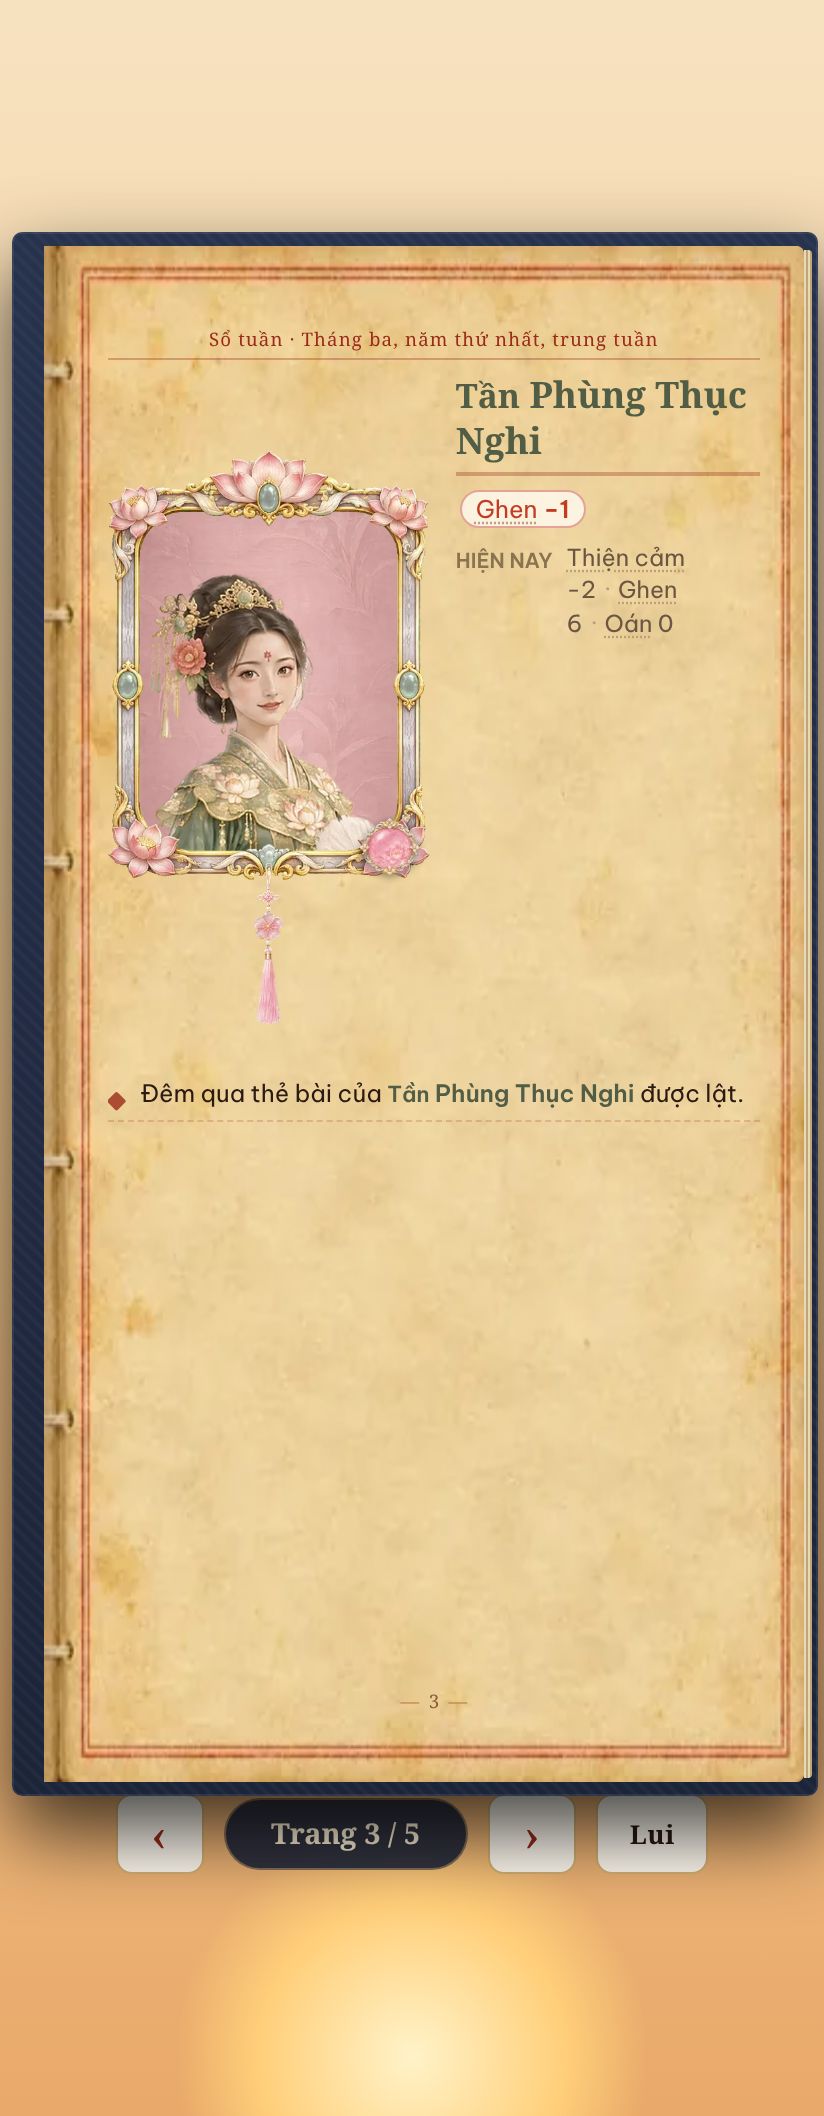 Sổ tuần · Tháng ba, năm thứ nhất, trung tuần
Tần Phùng Thục
Nghi
Ghen −1
HIỆN NAY Thiện cảm
-2 · Ghen
6 · Oán 0
Đêm qua thẻ bài của Tần Phùng Thục Nghi được lật.
— 3 —
‹ Trang 3 / 5 › Lui